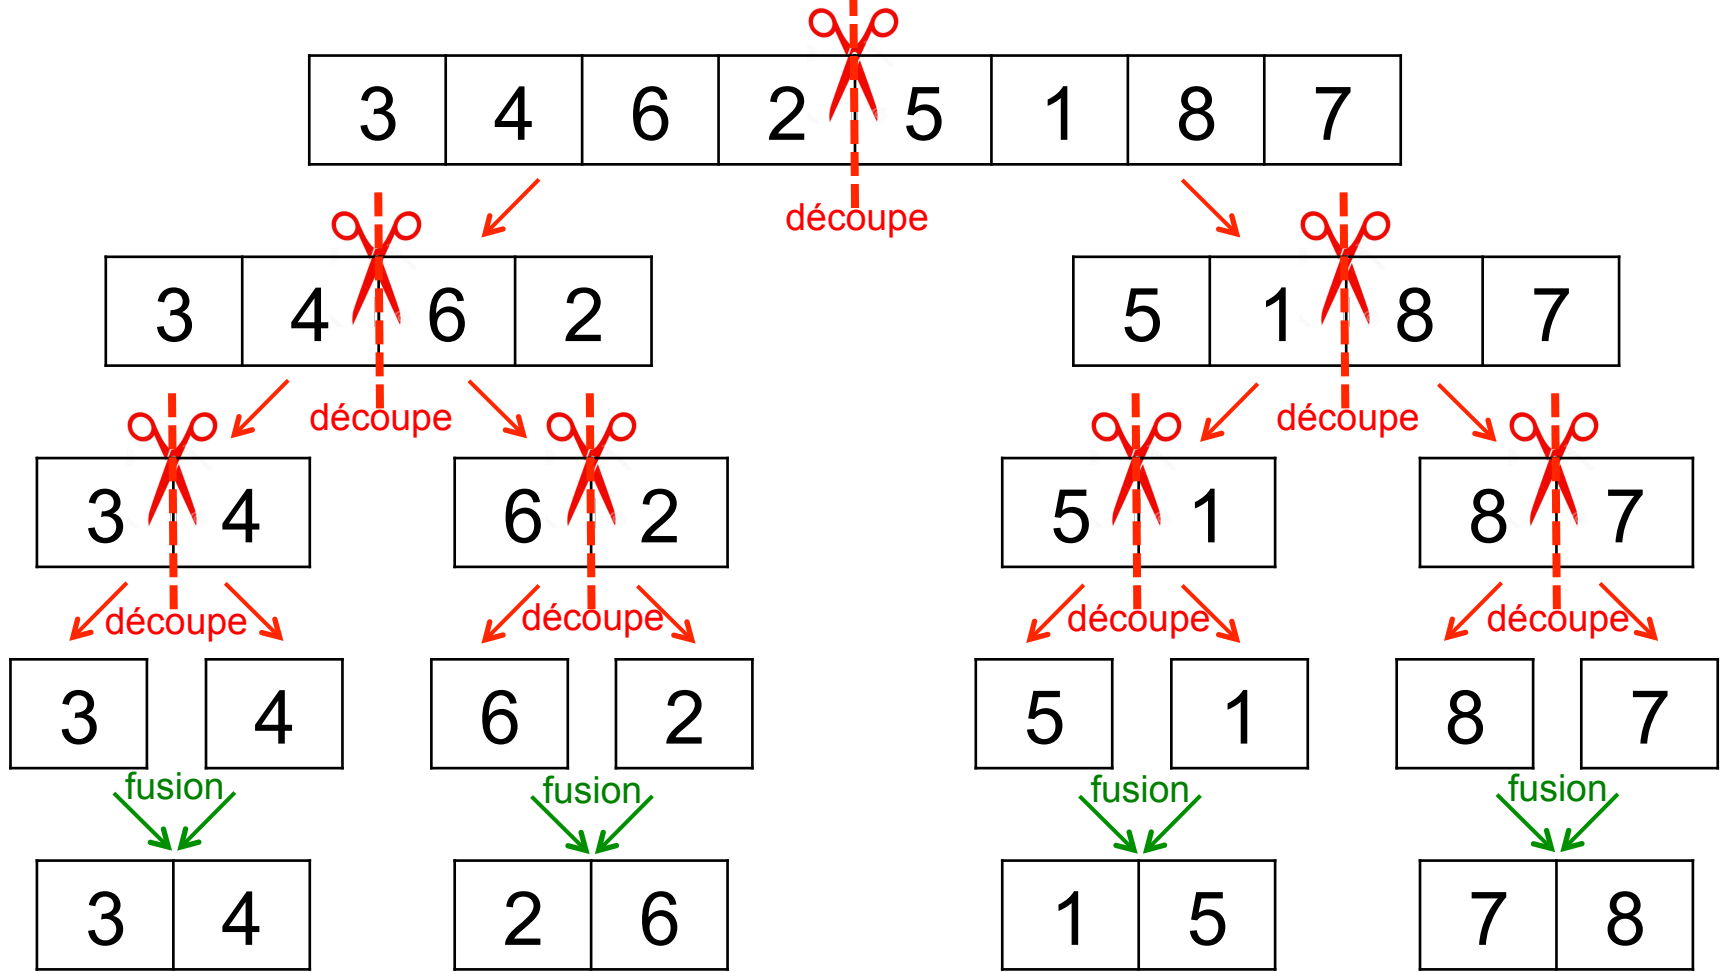 3 4 6 2 5 1 8 7
découpe
3 4 6 2 5 1 8 7
découpe découpe
3 4 6 2 5 1 8 7
découpe découpe découpe découpe
3 4 6 2 5 1 8 7
fusion fusion fusion fusion
3 4 2 6 1 5 7 8